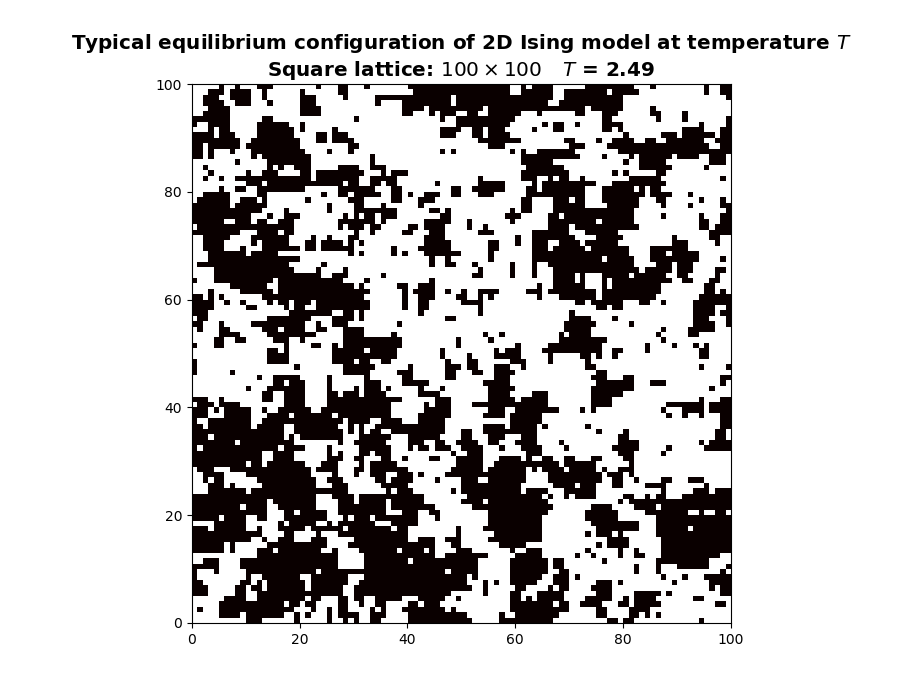 Typical equilibrium configuration of 2D Ising model at temperature T
Square lattice: 100 × 100 T = 2.49
100
80
60
40
20
0
0 20 40 60 80 100